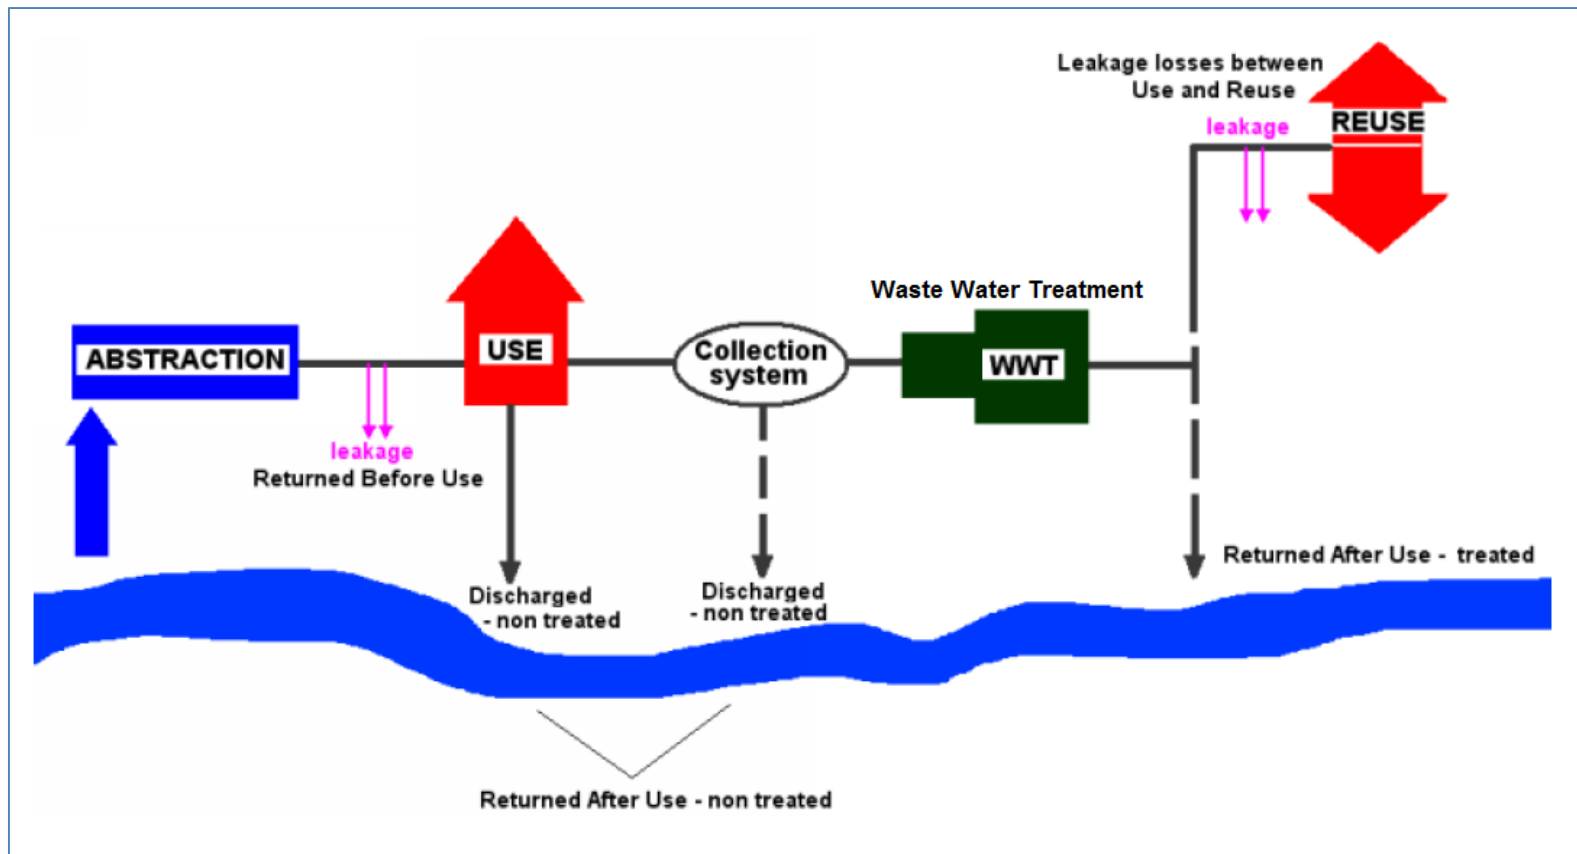 Leakage losses between
Use and Reuse
leakage
REUSE
Waste Water Treatment
ABSTRACTION
USE
Collection
system
WWT
leakage
Returned Before Use
Discharged
- non treated
Discharged
- non treated
Returned After Use - treated
Returned After Use - non treated